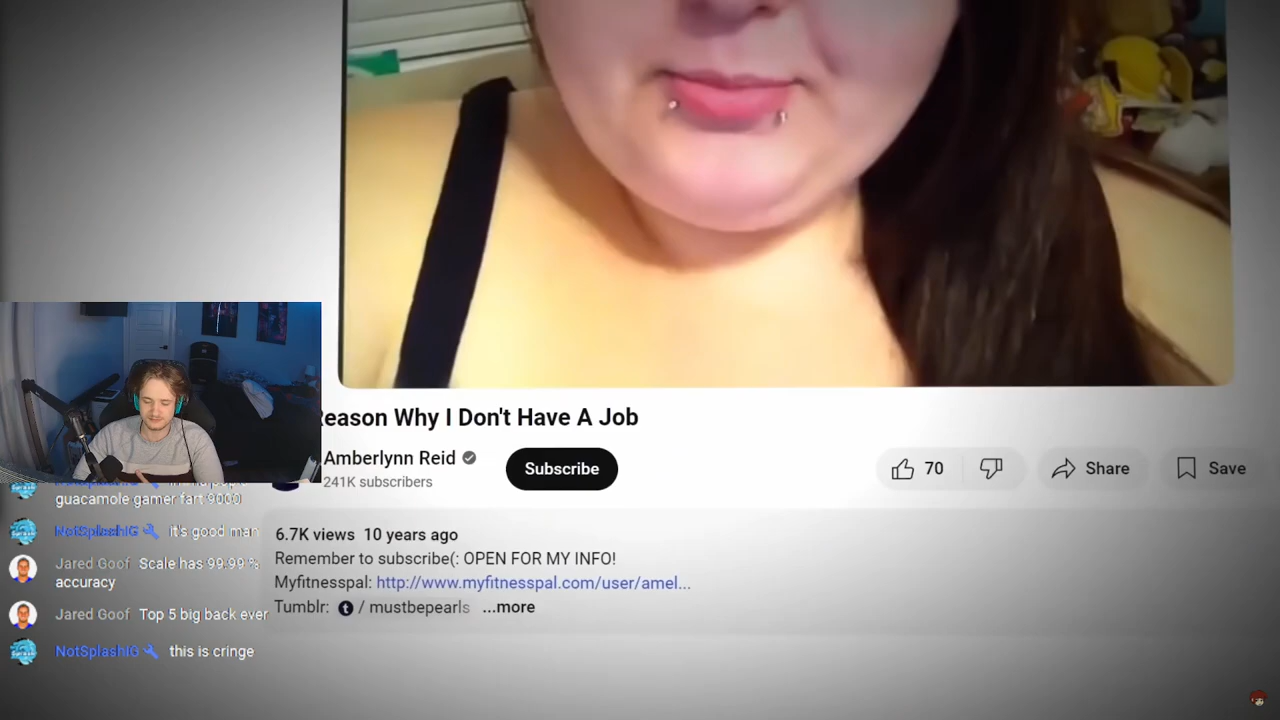 eason Why I Don't Have A Job
Amberlynn Reid
241K subscribers
Subscribe
70
Share
Save
6.7K views 10 years ago
Remember to subscribe(: OPEN FOR MY INFO!
Myfitnesspal: http://www.myfitnesspal.com/user/amel...
Tumblr: / mustbepearls ...more
guacamole gamer fart 9000
NotSplashIG it's good man
Jared Goof Scale has 99.99 %
accuracy
Jared Goof Top 5 big back ever
NotSplashIG this is cringe